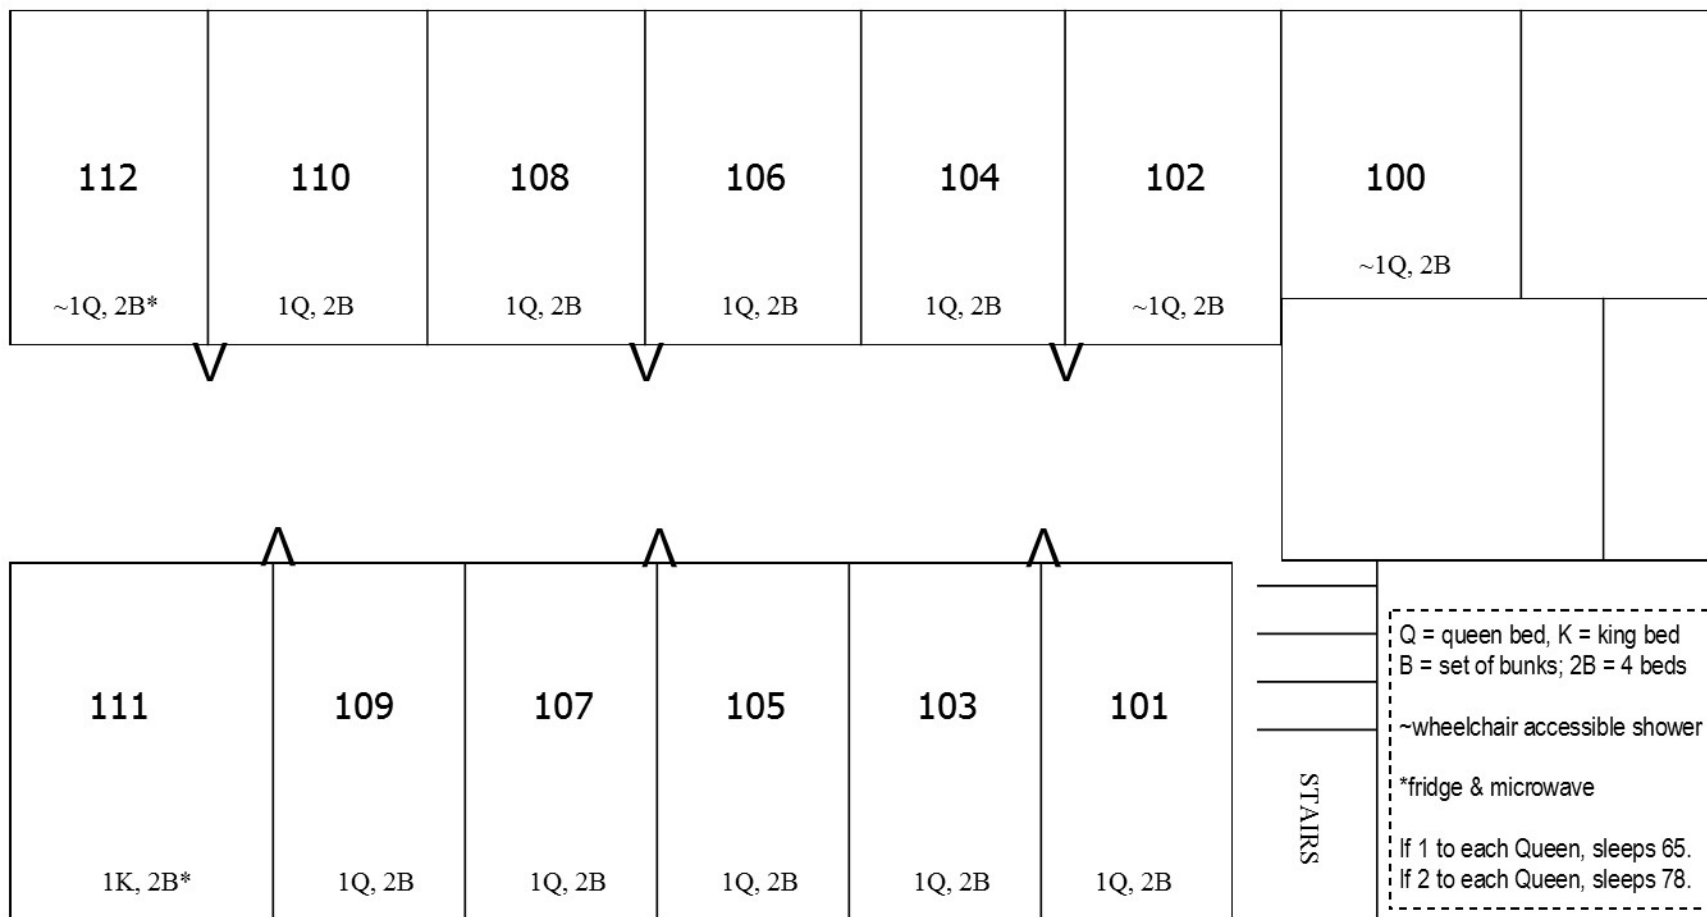 112
110
108
106
104
102
100
~1Q, 2B
~1Q, 2B*
1Q, 2B
1Q, 2B
1Q, 2B
1Q, 2B
~1Q, 2B
V
V
V
Λ
Λ
Λ
111
109
107
105
103
101
1K, 2B*
1Q, 2B
1Q, 2B
1Q, 2B
1Q, 2B
1Q, 2B
STAIRS
Q = queen bed, K = king bed
B = set of bunks; 2B = 4 beds
~wheelchair accessible shower
*fridge & microwave
If 1 to each Queen, sleeps 65.
If 2 to each Queen, sleeps 78.